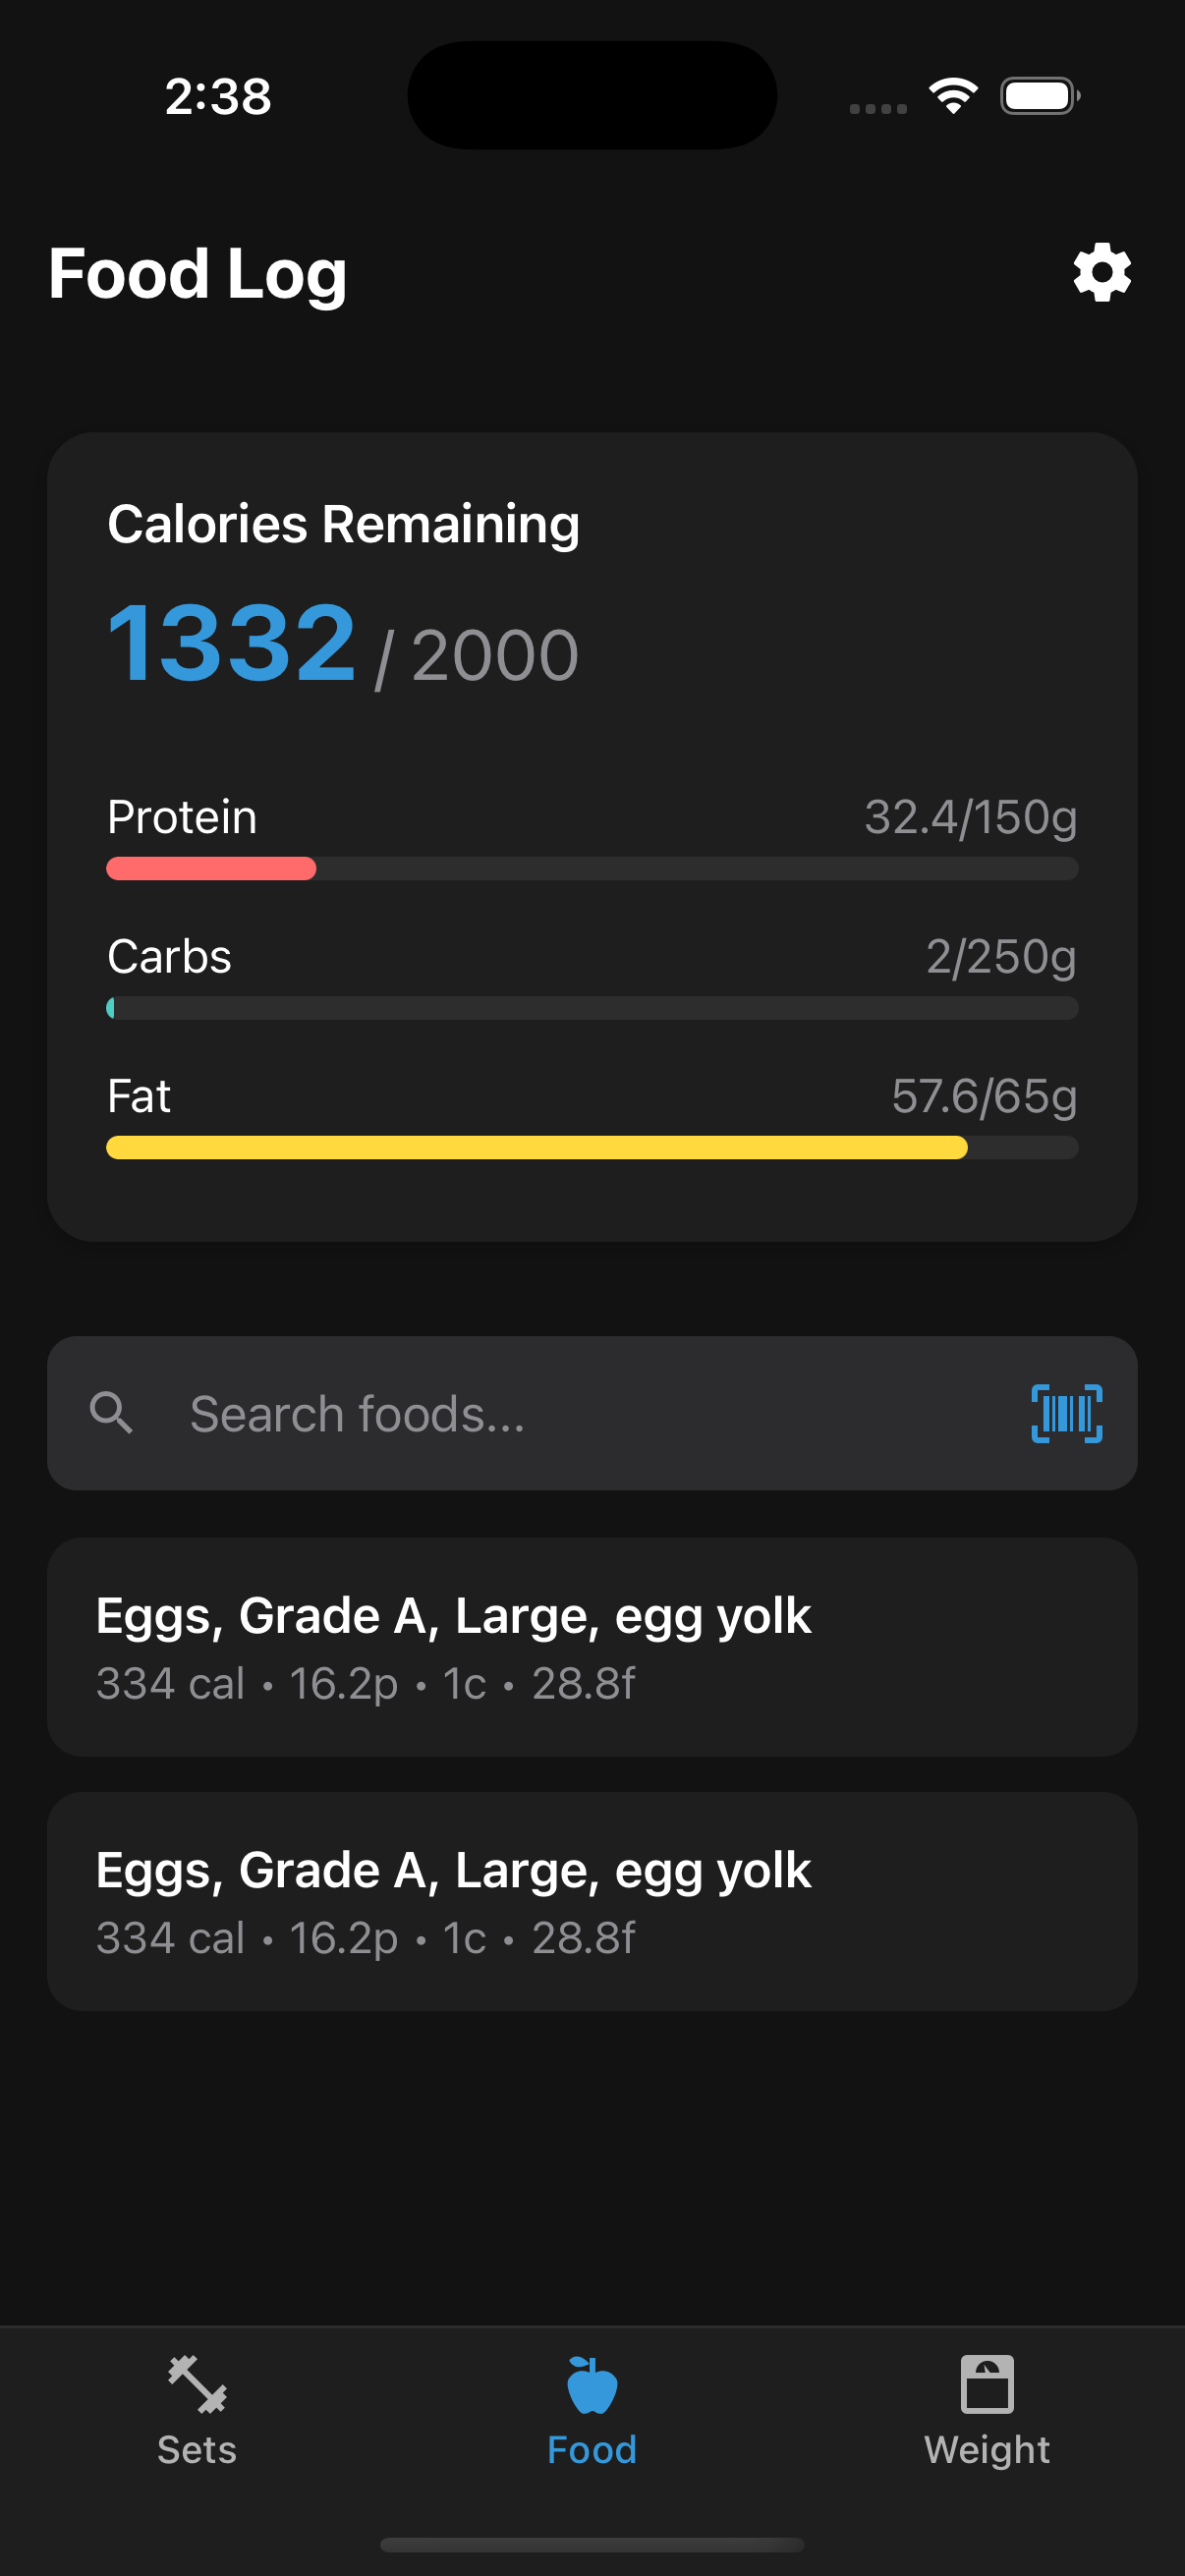 2:38
Food Log
Calories Remaining
1332 / 2000
Protein 32.4/150g
Carbs 2/250g
Fat 57.6/65g
Search foods...
Eggs, Grade A, Large, egg yolk
334 cal • 16.2p • 1c • 28.8f
Eggs, Grade A, Large, egg yolk
334 cal • 16.2p • 1c • 28.8f
Sets Food Weight